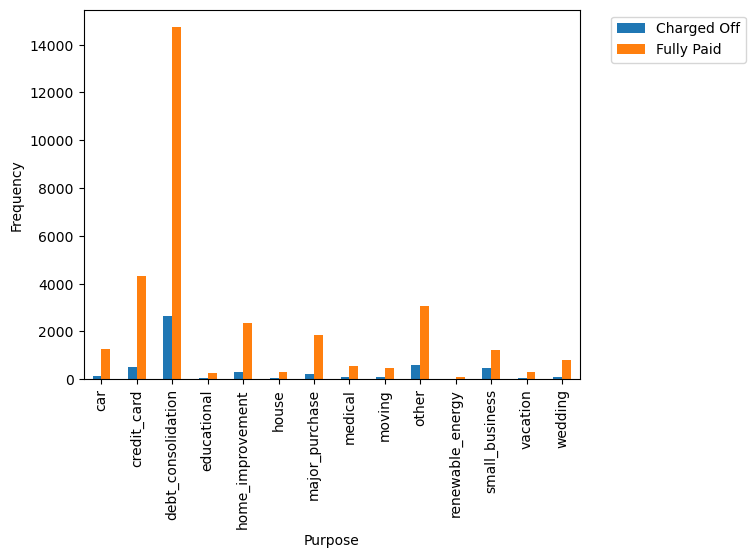 14000
12000
10000
8000
6000
4000
2000
0
Frequency
car
credit_card
debt_consolidation
educational
home_improvement
house
major_purchase
medical
moving
other
renewable_energy
small_business
vacation
wedding
Purpose
Charged Off
Fully Paid